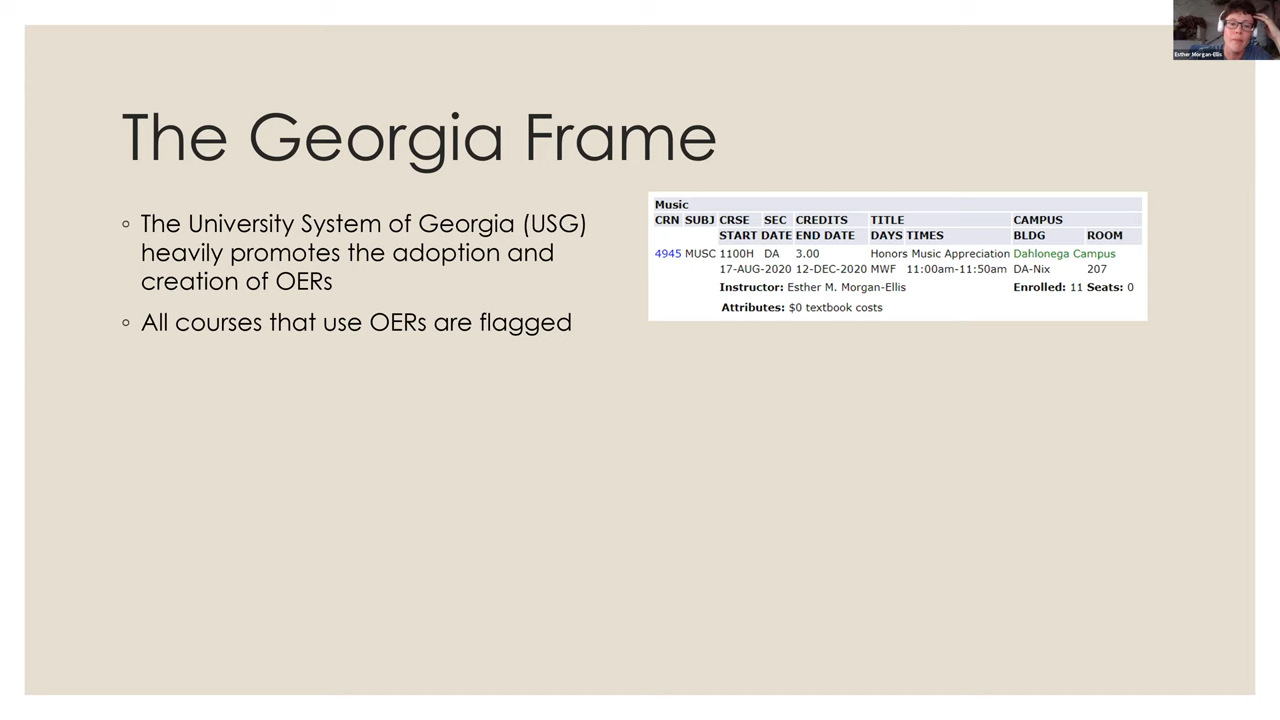 Esther Morgan-Ellis
The Georgia Frame
◦ The University System of Georgia (USG)
heavily promotes the adoption and
creation of OERs
◦ All courses that use OERs are flagged
Music
CRN SUBJ CRSE SEC CREDITS TITLE CAMPUS
START DATE END DATE DAYS TIMES BLDG ROOM
4945 MUSC 1100H DA 3.00 Honors Music Appreciation Dahlonega Campus
17-AUG-2020 12-DEC-2020 MWF 11:00am-11:50am DA-Nix 207
Instructor: Esther M. Morgan-Ellis Enrolled: 11 Seats: 0
Attributes: $0 textbook costs